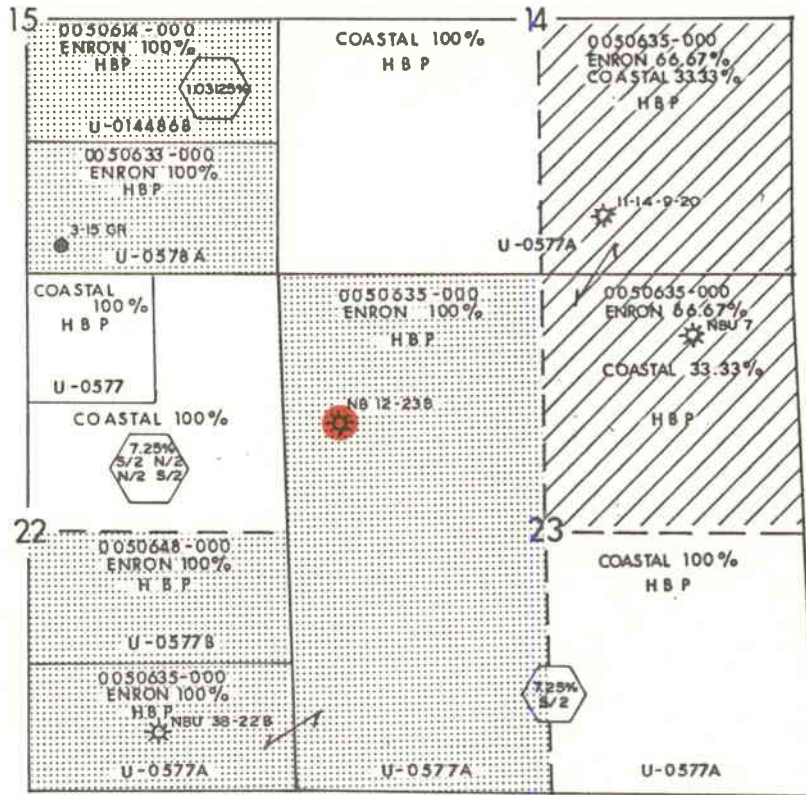 15
0050614-000
ENRON 100%
HBP
1.03125%
U-0144868
0050633-000
ENRON 100%
HBP
3-15 GR
U-0578A
COASTAL 100%
HBP
14
0050635-000
ENRON 66.67%
COASTAL 33.33%
HBP
11-14-9-20
U-0577A
COASTAL
100%
HBP
U-0577
COASTAL 100%
7.25%
S/2 N/2
N/2 S/2
0050635-000
ENRON 100%
HBP
NB 12-23B
0050635-000
ENRON 66.67%
NBU 7
COASTAL 33.33%
HBP
22
0050648-000
ENRON 100%
HBP
U-0577B
0050635-000
ENRON 100%
HBP
NBU 38-22B
U-0577A
U-0577A
23
COASTAL 100%
HBP
7.25%
S/2
U-0577A